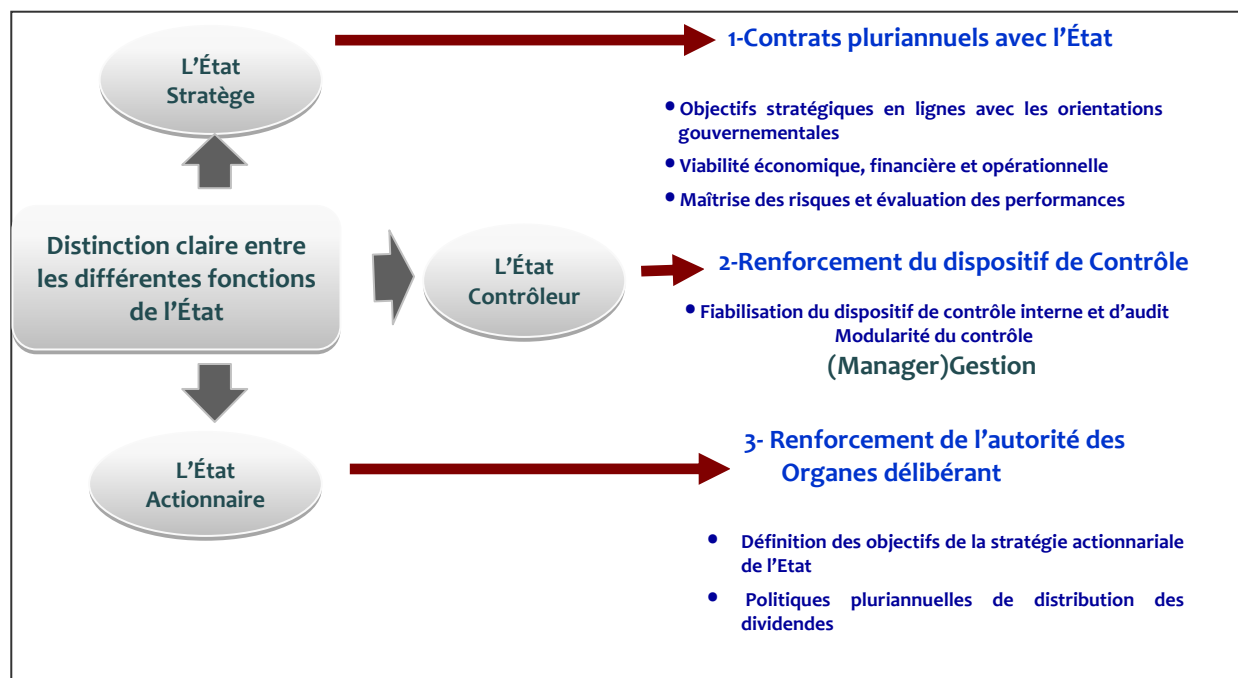 L'État
Stratège
1-Contrats pluriannuels avec l'État
• Objectifs stratégiques en lignes avec les orientations
gouvernementales
• Viabilité économique, financière et opérationnelle
• Maîtrise des risques et évaluation des performances
Distinction claire entre
les différentes fonctions
de l'État
L'État
Contrôleur
2-Renforcement du dispositif de Contrôle
• Fiabilisation du dispositif de contrôle interne et d'audit
Modularité du contrôle
(Manager)Gestion
L'État
Actionnaire
3- Renforcement de l'autorité des
Organes délibérant
• Définition des objectifs de la stratégie actionnariale
de l'Etat
• Politiques pluriannuelles de distribution des
dividendes